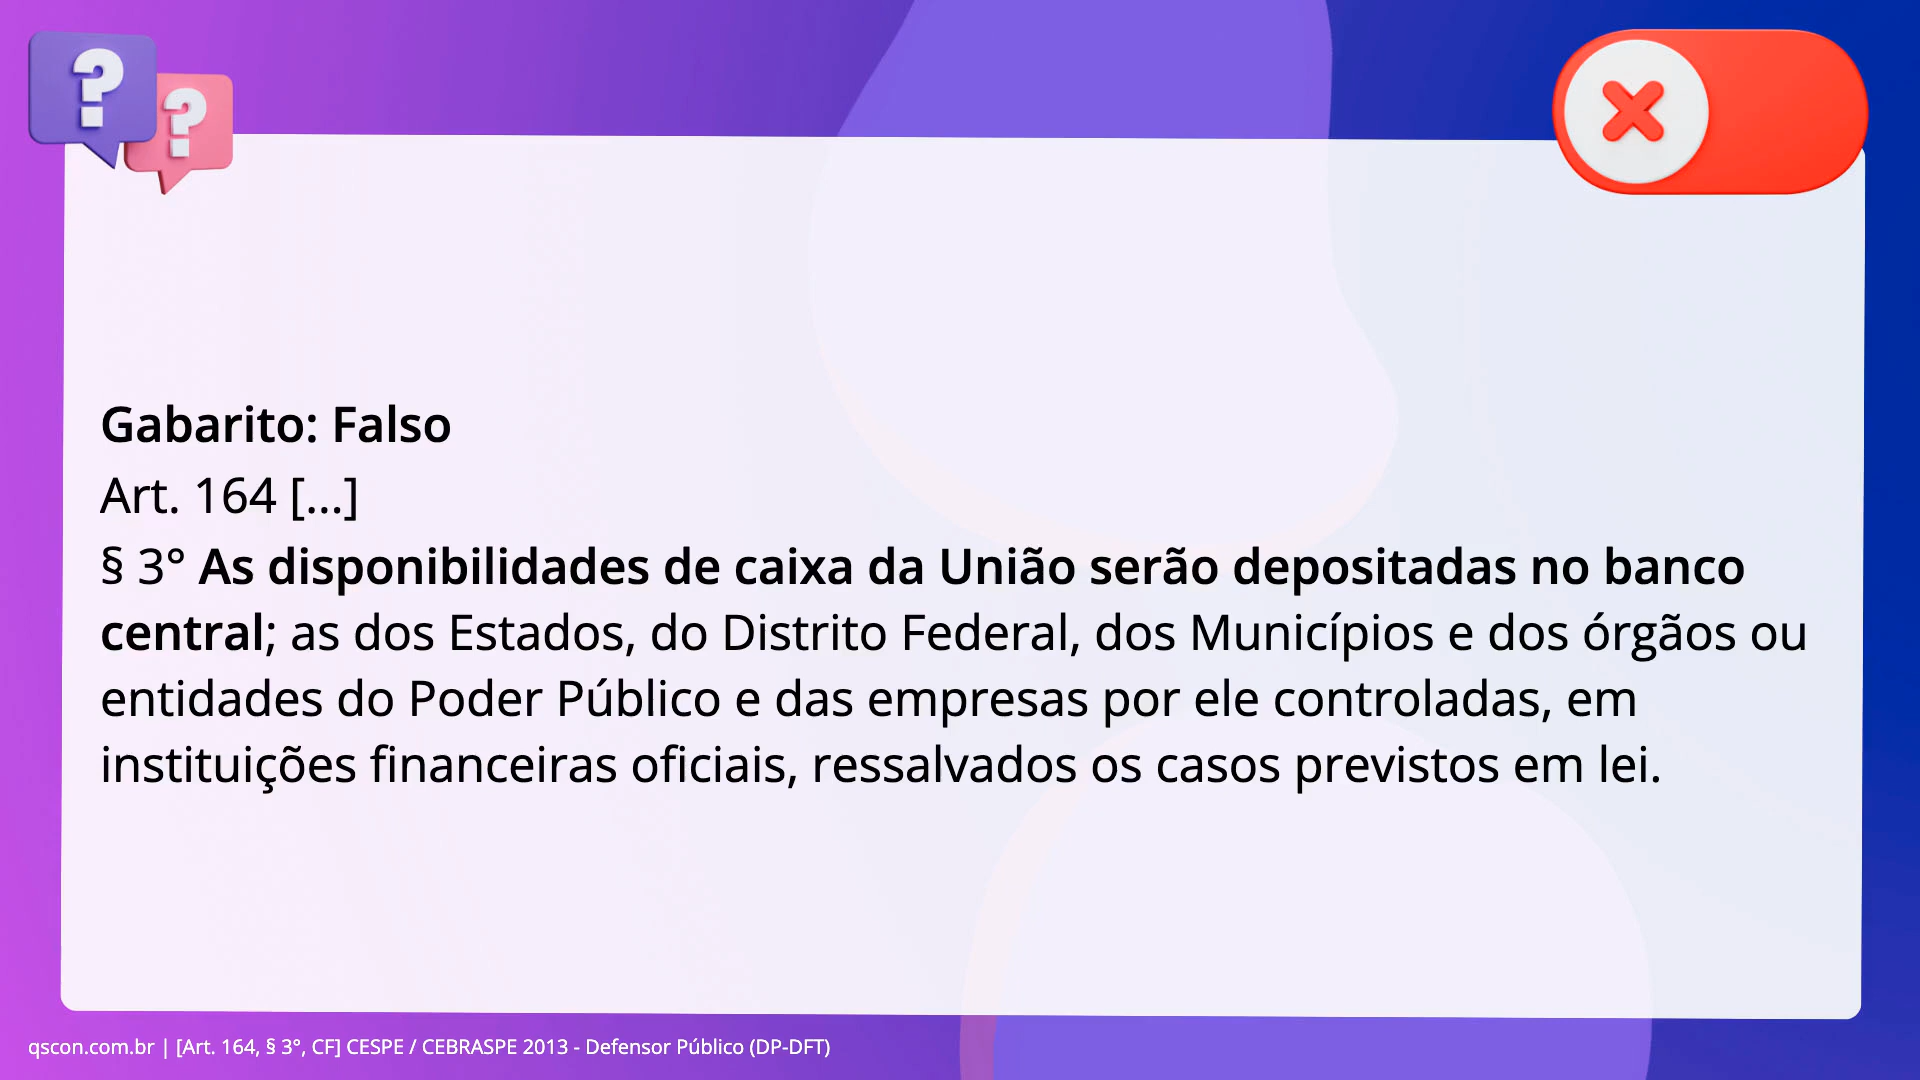 ? ?
Gabarito: Falso
Art. 164 [...]
§ 3° As disponibilidades de caixa da União serão depositadas no banco
central; as dos Estados, do Distrito Federal, dos Municípios e dos órgãos ou
entidades do Poder Público e das empresas por ele controladas, em
instituições financeiras oficiais, ressalvados os casos previstos em lei.
qscon.com.br | [Art. 164, § 3°, CF] CESPE / CEBRASPE 2013 - Defensor Público (DP-DFT)